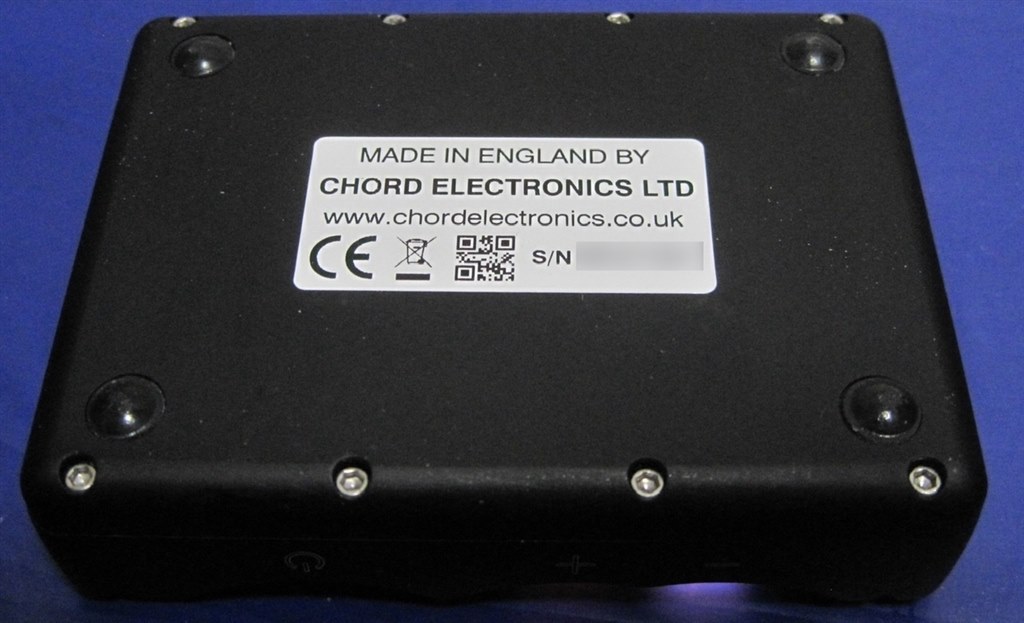 MADE IN ENGLAND BY
CHORD ELECTRONICS LTD
www.chordelectronics.co.uk
CE S/N
+ −